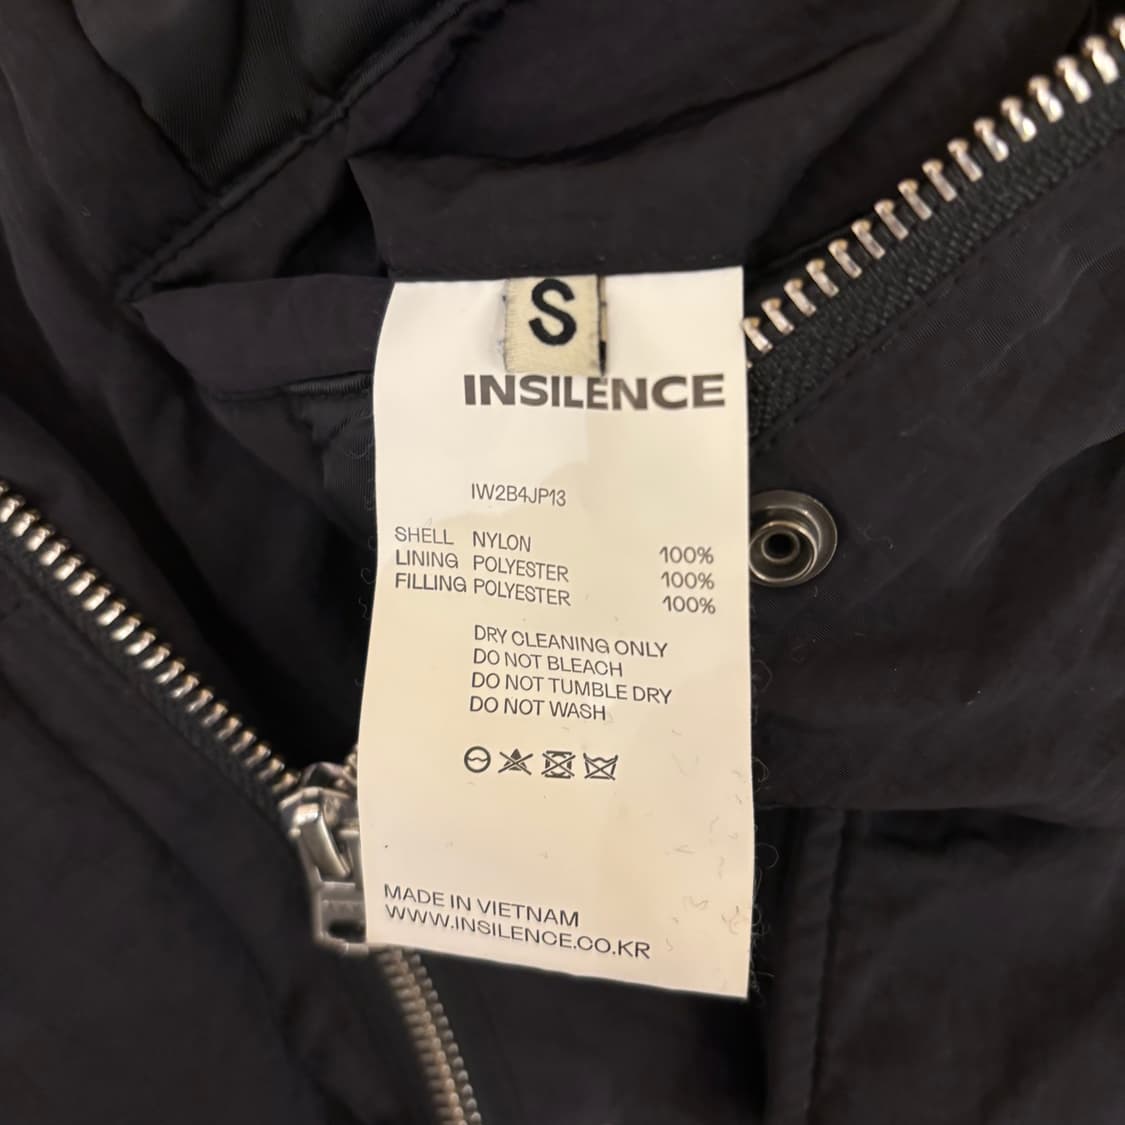 S
INSILENCE
IW2B4JP13
SHELL NYLON 100%
LINING POLYESTER 100%
FILLING POLYESTER 100%
DRY CLEANING ONLY
DO NOT BLEACH
DO NOT TUMBLE DRY
DO NOT WASH
MADE IN VIETNAM
WWW.INSILENCE.CO.KR